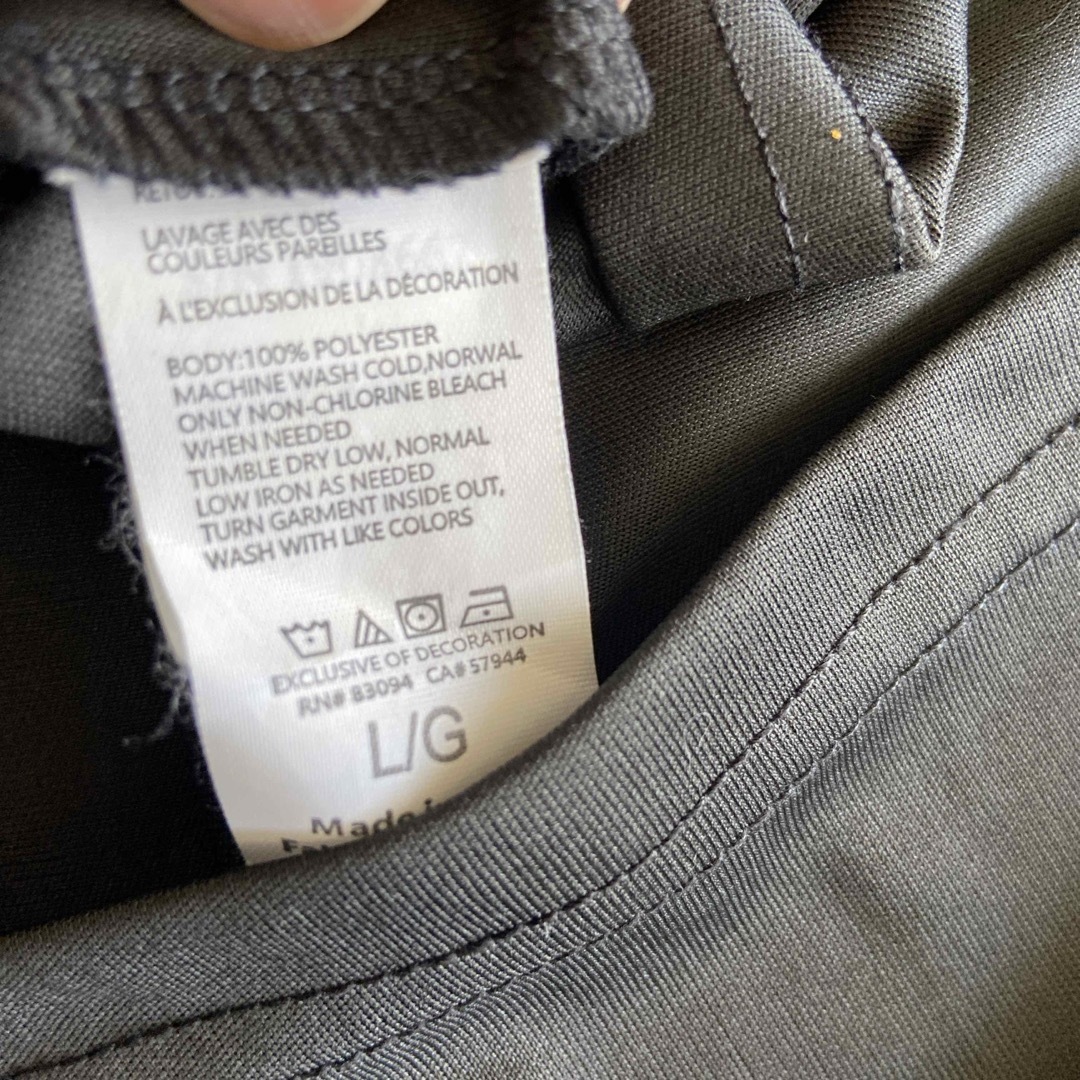 LAVAGE AVEC DES
COULEURS PAREILLES
À L'EXCLUSION DE LA DÉCORATION
BODY:100% POLYESTER
MACHINE WASH COLD,NORWAL
ONLY NON-CHLORINE BLEACH
WHEN NEEDED
TUMBLE DRY LOW, NORMAL
LOW IRON AS NEEDED
TURN GARMENT INSIDE OUT,
WASH WITH LIKE COLORS
EXCLUSIVE OF DECORATION
RN# 83094 CA# 57944
L/G
Made